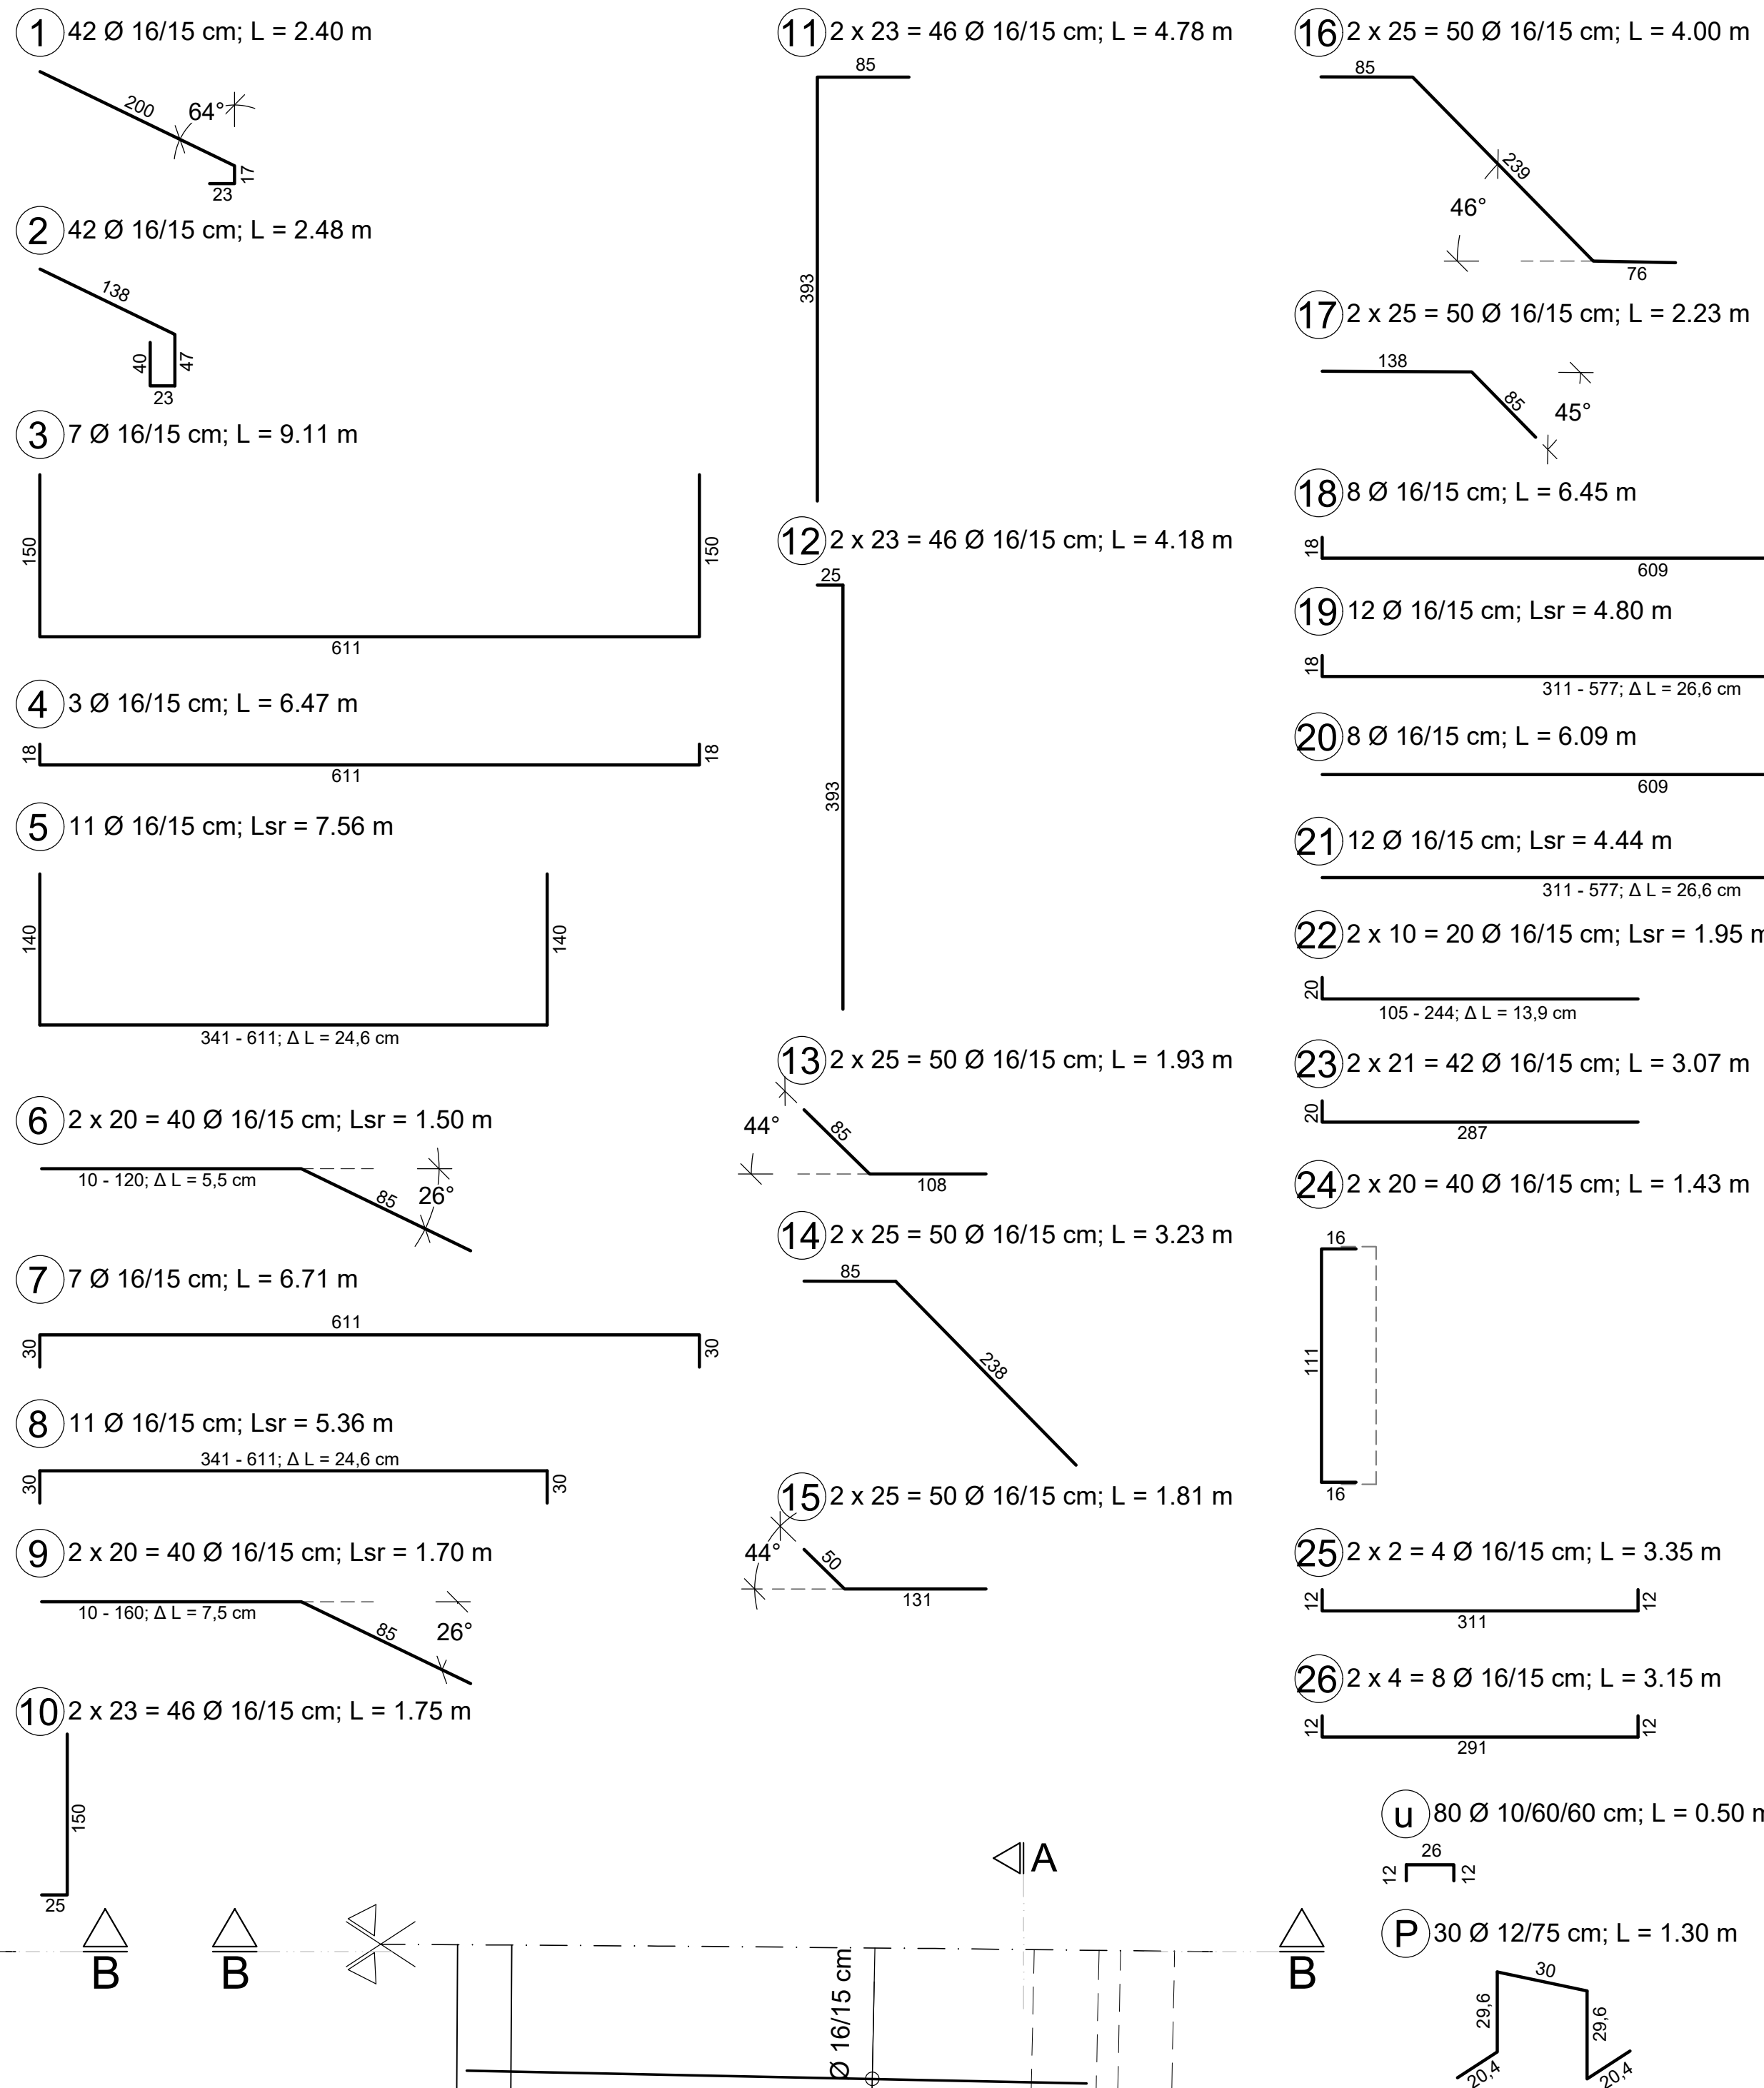 1 42 Ø 16/15 cm; L = 2.40 m
200
64°
17
23
2 42 Ø 16/15 cm; L = 2.48 m
138
40
47
23
3 7 Ø 16/15 cm; L = 9.11 m
150
150
611
4 3 Ø 16/15 cm; L = 6.47 m
18
18
611
5 11 Ø 16/15 cm; Lsr = 7.56 m
140
140
341 - 611; Δ L = 24,6 cm
6 2 x 20 = 40 Ø 16/15 cm; Lsr = 1.50 m
10 - 120; Δ L = 5,5 cm
85
26°
7 7 Ø 16/15 cm; L = 6.71 m
611
30
30
8 11 Ø 16/15 cm; Lsr = 5.36 m
341 - 611; Δ L = 24,6 cm
30
30
9 2 x 20 = 40 Ø 16/15 cm; Lsr = 1.70 m
10 - 160; Δ L = 7,5 cm
85
26°
10 2 x 23 = 46 Ø 16/15 cm; L = 1.75 m
150
25
11 2 x 23 = 46 Ø 16/15 cm; L = 4.78 m
85
393
12 2 x 23 = 46 Ø 16/15 cm; L = 4.18 m
25
393
13 2 x 25 = 50 Ø 16/15 cm; L = 1.93 m
44°
85
108
14 2 x 25 = 50 Ø 16/15 cm; L = 3.23 m
85
238
15 2 x 25 = 50 Ø 16/15 cm; L = 1.81 m
44°
50
131
16 2 x 25 = 50 Ø 16/15 cm; L = 4.00 m
85
239
46°
76
17 2 x 25 = 50 Ø 16/15 cm; L = 2.23 m
138
85
45°
18 8 Ø 16/15 cm; L = 6.45 m
18
609
19 12 Ø 16/15 cm; Lsr = 4.80 m
18
311 - 577; Δ L = 26,6 cm
20 8 Ø 16/15 cm; L = 6.09 m
609
21 12 Ø 16/15 cm; Lsr = 4.44 m
311 - 577; Δ L = 26,6 cm
22 2 x 10 = 20 Ø 16/15 cm; Lsr = 1.95 m
20
105 - 244; Δ L = 13,9 cm
23 2 x 21 = 42 Ø 16/15 cm; L = 3.07 m
20
287
24 2 x 20 = 40 Ø 16/15 cm; L = 1.43 m
16
111
16
25 2 x 2 = 4 Ø 16/15 cm; L = 3.35 m
12
12
311
26 2 x 4 = 8 Ø 16/15 cm; L = 3.15 m
12
12
291
u 80 Ø 10/60/60 cm; L = 0.50 m
26
12
12
P 30 Ø 12/75 cm; L = 1.30 m
30
29,6
29,6
20,4
20,4
A
B
B
B
Ø 16/15 cm